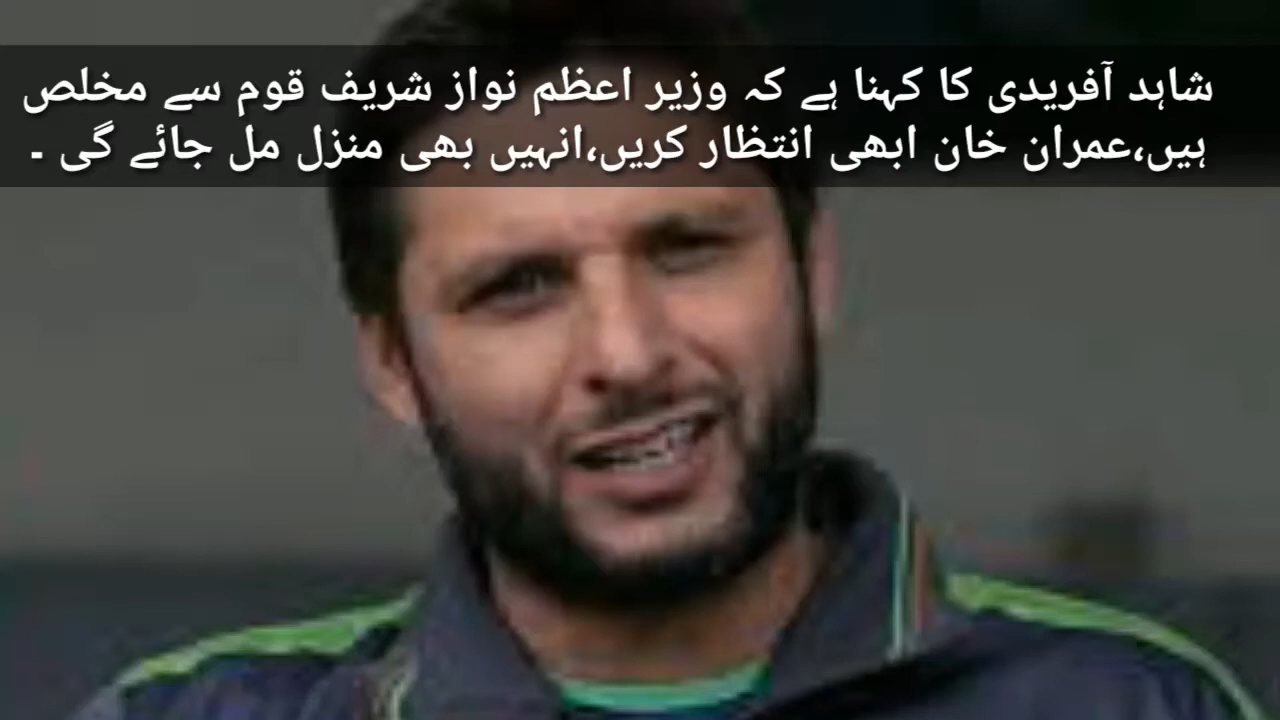 شاہد آفریدی کا کہنا ہے کہ وزیر اعظم نواز شریف قوم سے مخلص
ہیں،عمران خان ابھی انتظار کریں،انہیں بھی منزل مل جائے گی ۔